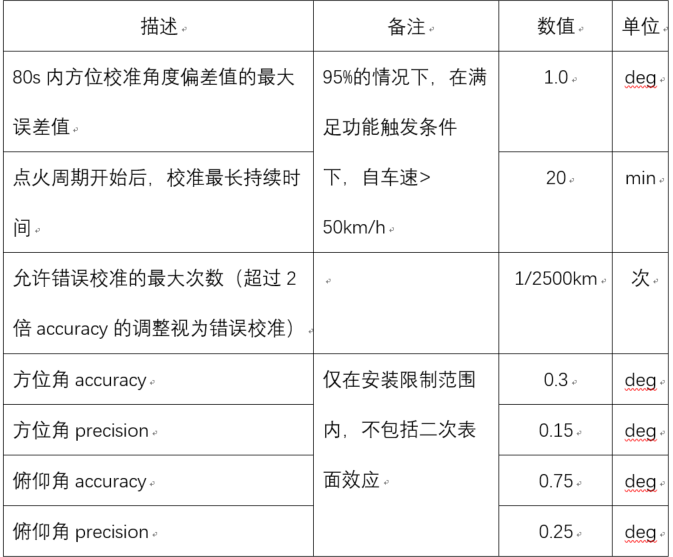 描述 备注 数值 单位
80s 内方位校准角度偏差值的最大
误差值
95%的情况下，在满
足功能触发条件
下，自车速>
50km/h
1.0 deg
点火周期开始后，校准最长持续时
间
20 min
允许错误校准的最大次数（超过 2
倍 accuracy 的调整视为错误校准）
1/2500km 次
方位角 accuracy
仅在安装限制范围
内，不包括二次表
面效应
0.3 deg
方位角 precision 0.15 deg
俯仰角 accuracy 0.75 deg
俯仰角 precision 0.25 deg